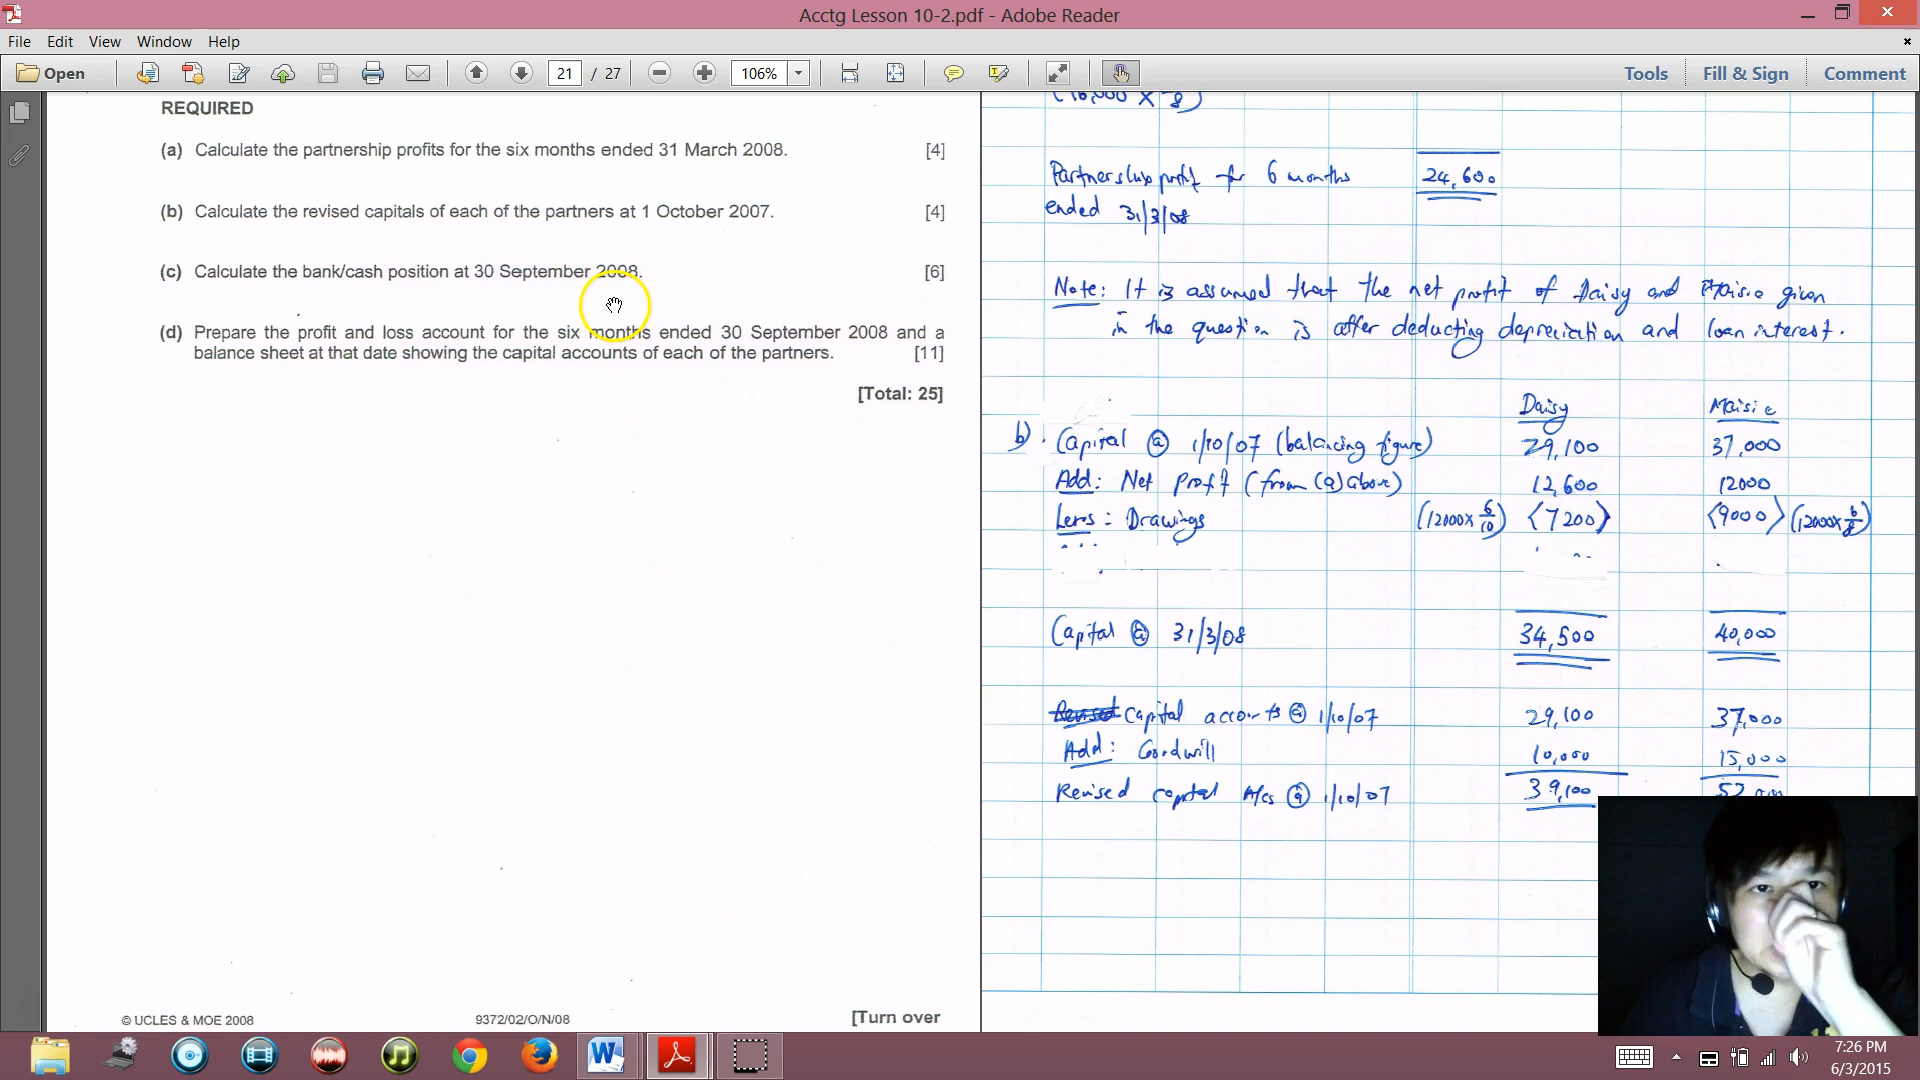 Acctg Lesson 10-2.pdf - Adobe Reader
File Edit View Window Help
Open 21 / 27 106% Tools Fill & Sign Comment
REQUIRED
(a) Calculate the partnership profits for the six months ended 31 March 2008. [4]
(b) Calculate the revised capitals of each of the partners at 1 October 2007. [4]
(c) Calculate the bank/cash position at 30 September 2008. [6]
(d) Prepare the profit and loss account for the six months ended 30 September 2008 and a
balance sheet at that date showing the capital accounts of each of the partners. [11]
[Total: 25]
© UCLES & MOE 2008 9372/02/O/N/08 [Turn over
Partnership profit for 6 months 24,600
ended 31/3/08
Note: It is assumed that the net profit of Daisy and Maisie given
in the question is after deducting depreciation and loan interest.
Daisy Maisie
b). Capital @ 1/10/07 (balancing figure) 29,100 37,000
Add: Net Profit (from (a) above) 12,600 12000
Less: Drawings (12000 x 6/10) <7200> <9000> (12000 x 6/8)
Capital @ 31/3/08 34,500 40,000
Capital accounts @ 1/10/07 29,100 37,000
Add: Goodwill 10,000 15,000
Revised capital A/cs @ 1/10/07 39,100
7:26 PM
6/3/2015